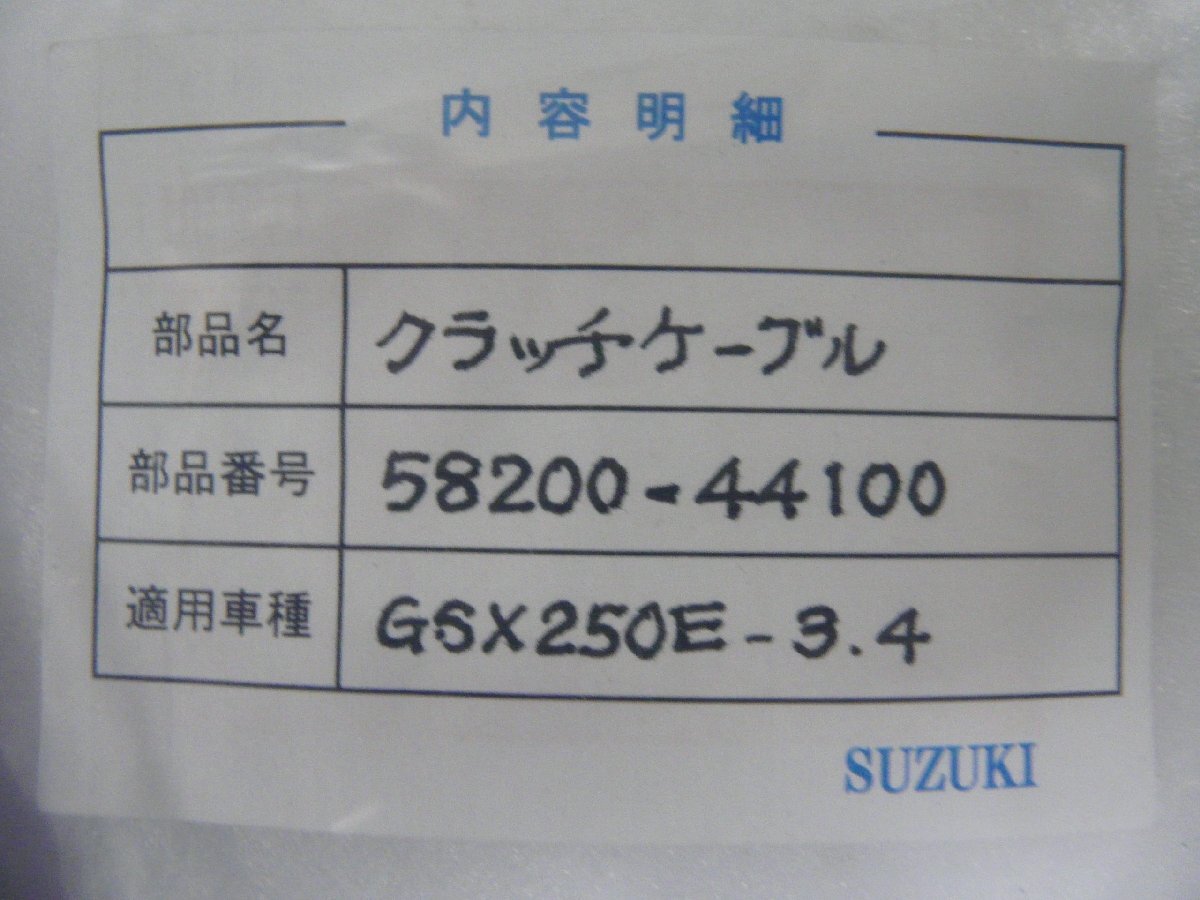 内容明細
部品名 クラッチケーブル
部品番号 58200-44100
適用車種 GSX250E-3.4
SUZUKI